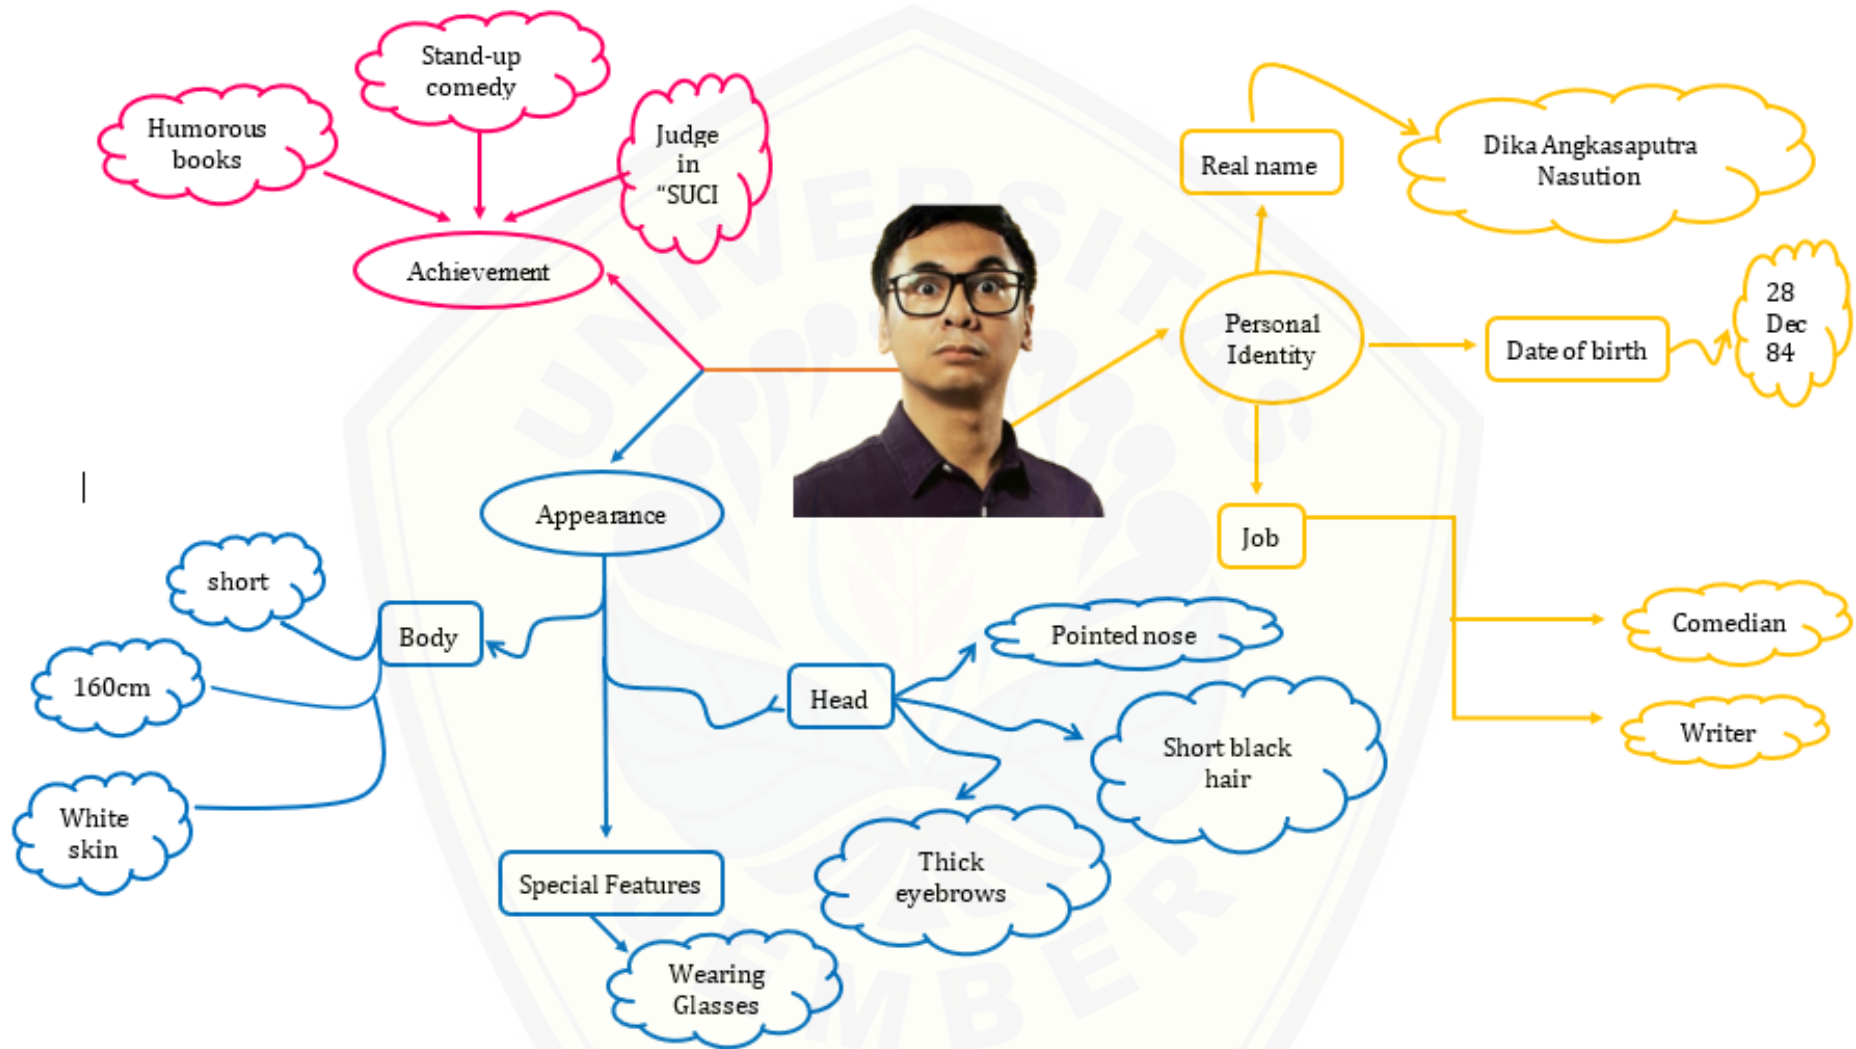 Stand-up
comedy
Humorous
books
Judge
in
“SUCI
Achievement
Real name
Dika Angkasaputra
Nasution
Personal
Identity
Date of birth
28
Dec
84
Job
Comedian
Writer
Appearance
short
Body
160cm
White
skin
Head
Pointed nose
Short black
hair
Thick
eyebrows
Special Features
Wearing
Glasses
UNIVERSITAS
JEMBER